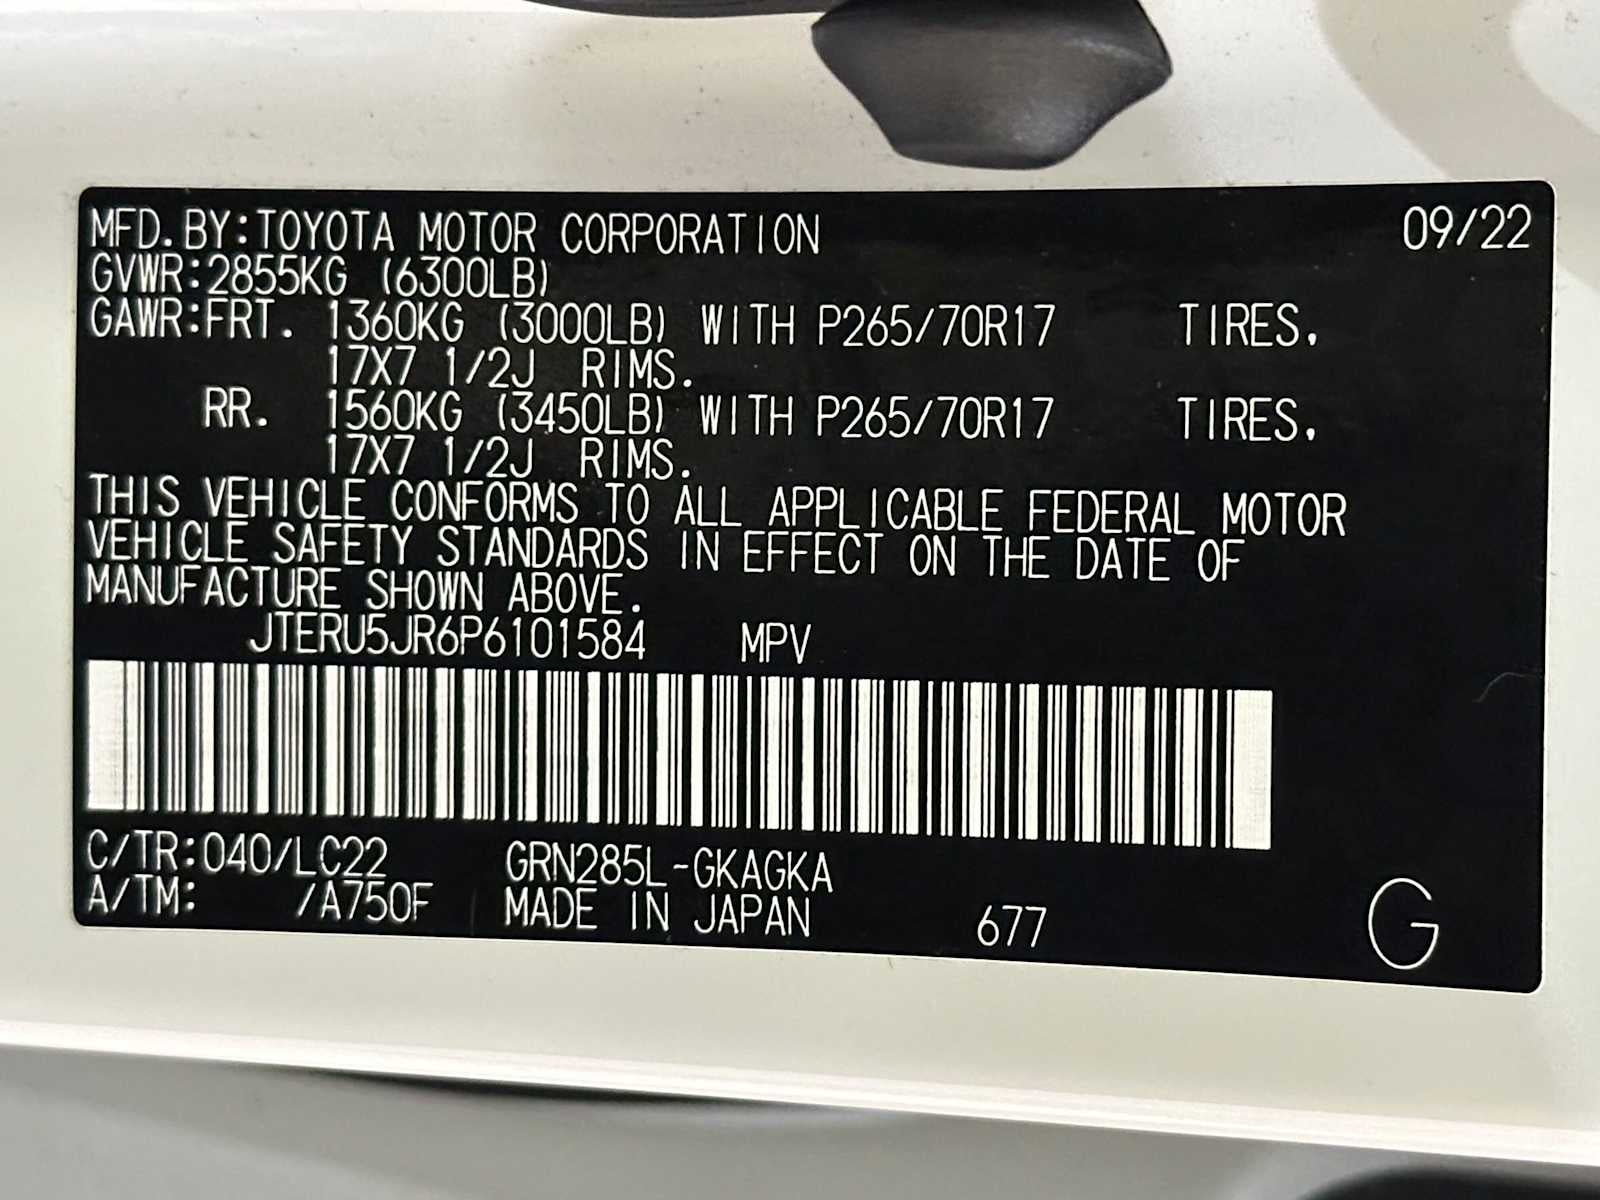 MFD.BY:TOYOTA MOTOR CORPORATION 09/22
GVWR:2855KG (6300LB)
GAWR:FRT. 1360KG (3000LB) WITH P265/70R17 TIRES,
17X7 1/2J RIMS.
RR. 1560KG (3450LB) WITH P265/70R17 TIRES,
17X7 1/2J RIMS.
THIS VEHICLE CONFORMS TO ALL APPLICABLE FEDERAL MOTOR
VEHICLE SAFETY STANDARDS IN EFFECT ON THE DATE OF
MANUFACTURE SHOWN ABOVE.
JTERU5JR6P6101584 MPV
C/TR:040/LC22 GRN285L-GKAGKA
A/TM: /A750F MADE IN JAPAN 677 G